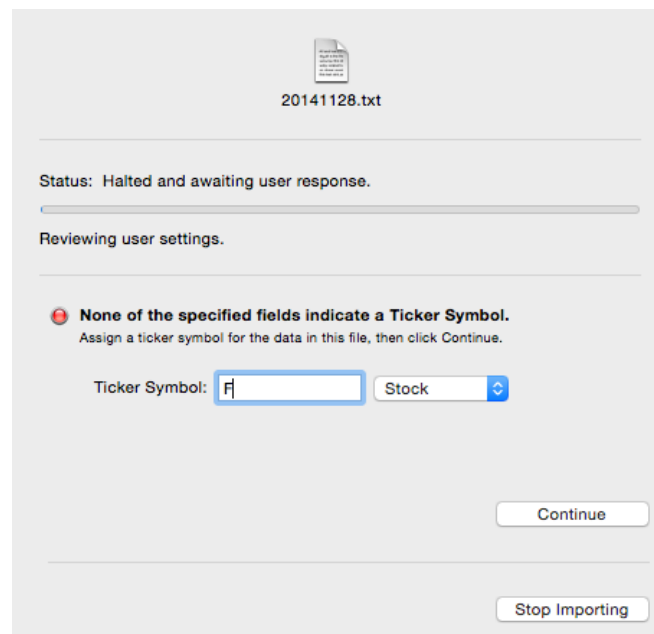 20141128.txt
Status: Halted and awaiting user response.
Reviewing user settings.
None of the specified fields indicate a Ticker Symbol.
Assign a ticker symbol for the data in this file, then click Continue.
Ticker Symbol: F Stock
Continue
Stop Importing